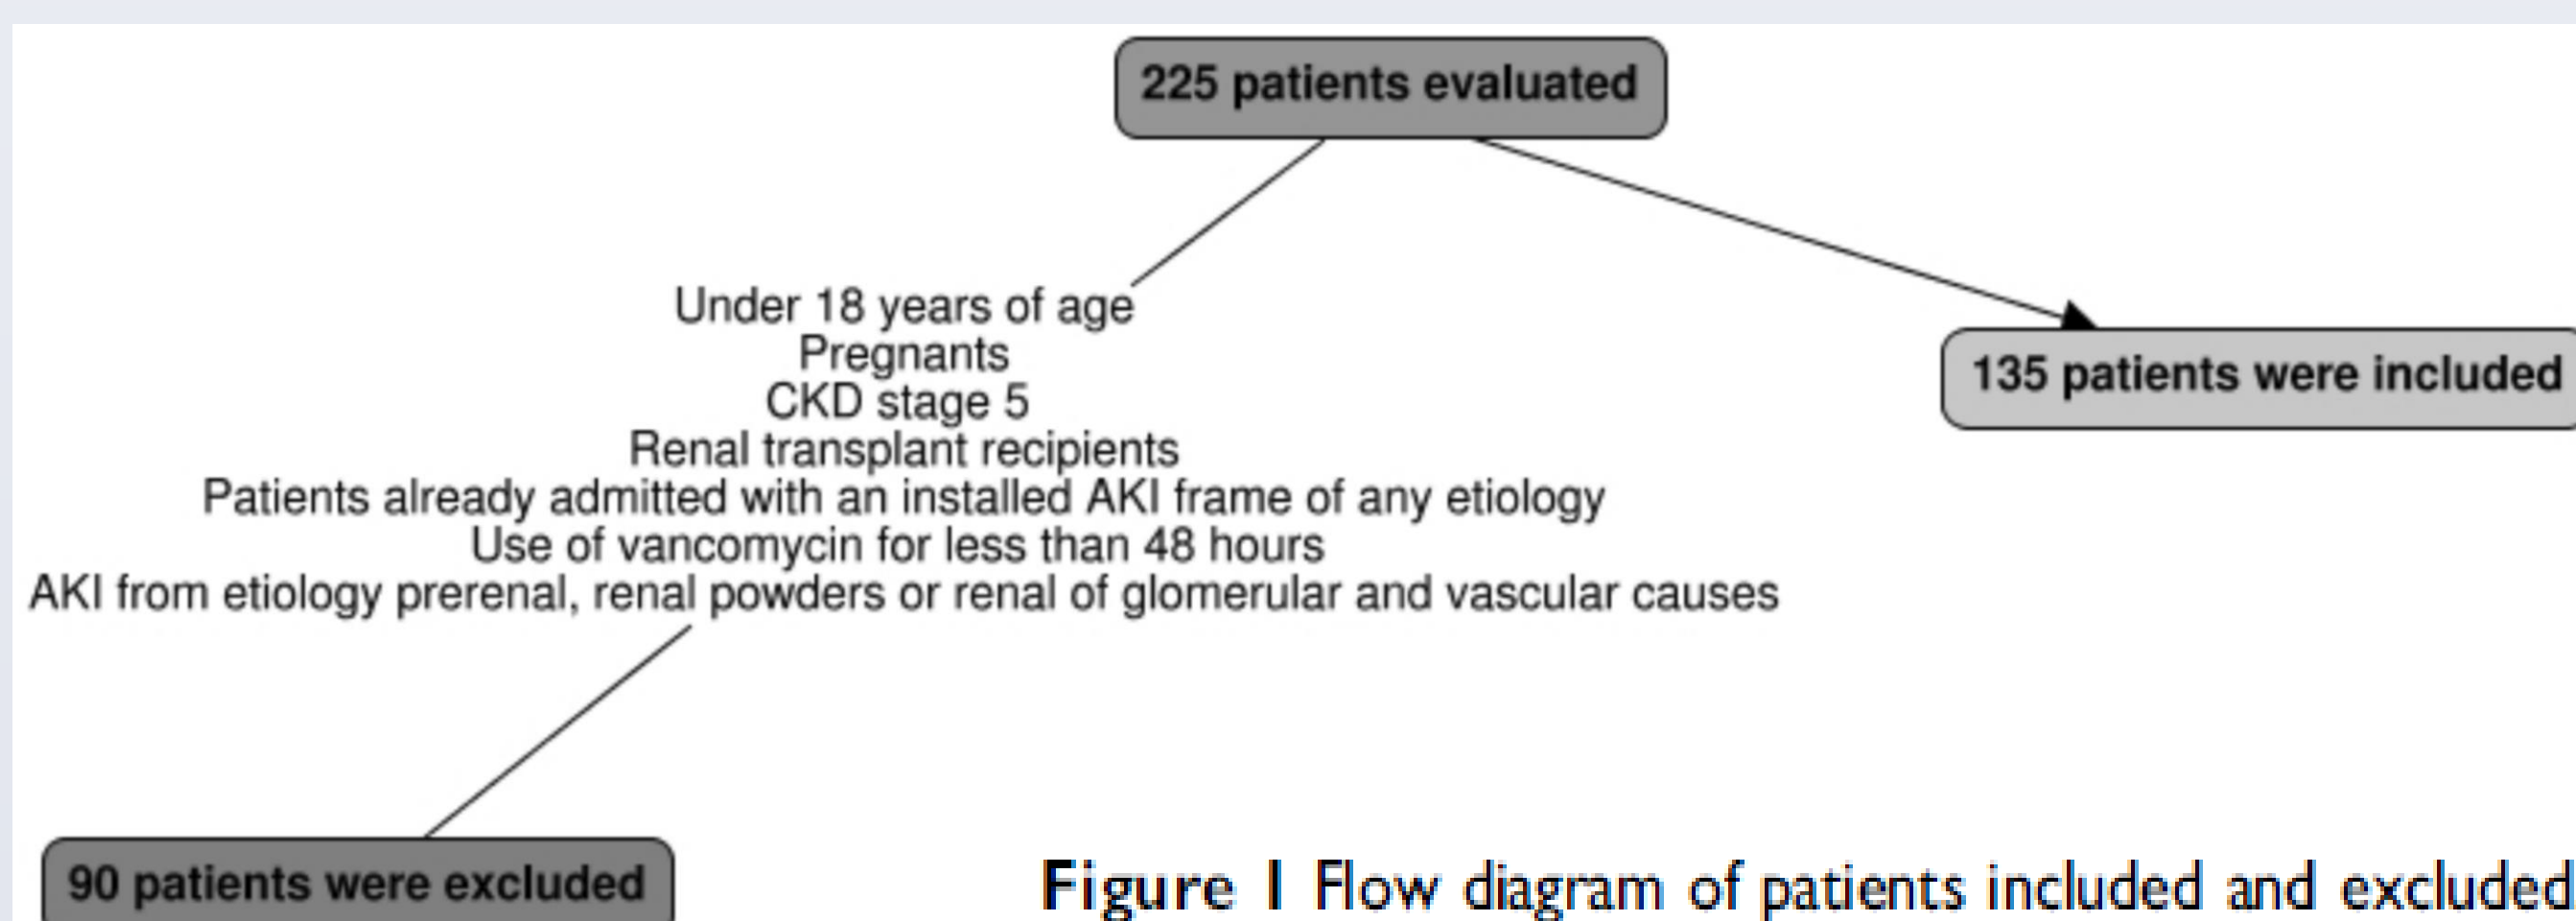 225 patients evaluated
Under 18 years of age
Pregnants
CKD stage 5
Renal transplant recipients
Patients already admitted with an installed AKI frame of any etiology
Use of vancomycin for less than 48 hours
AKI from etiology prerenal, renal powders or renal of glomerular and vascular causes
135 patients were included
90 patients were excluded
Figure 1 Flow diagram of patients included and excluded